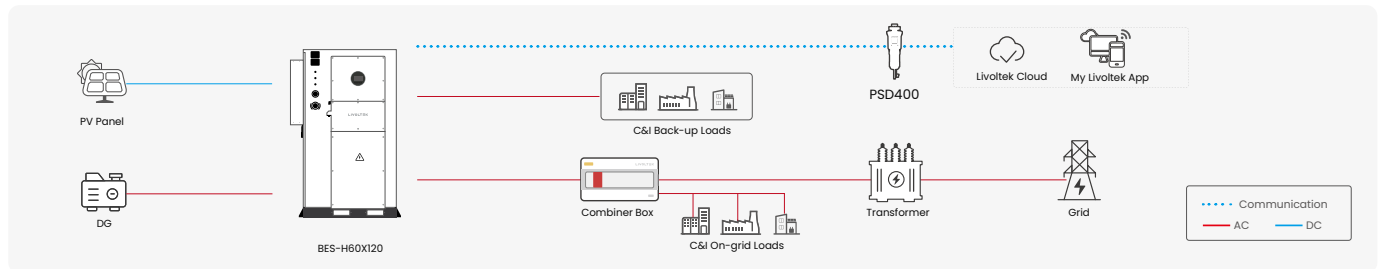 PV Panel
DG
LIVOLTEK
BES-H60X120
C&I Back-up Loads
Combiner Box
C&I On-grid Loads
PSD400
Livoltek Cloud
My Livoltek App
Transformer
Grid
Communication
AC
DC